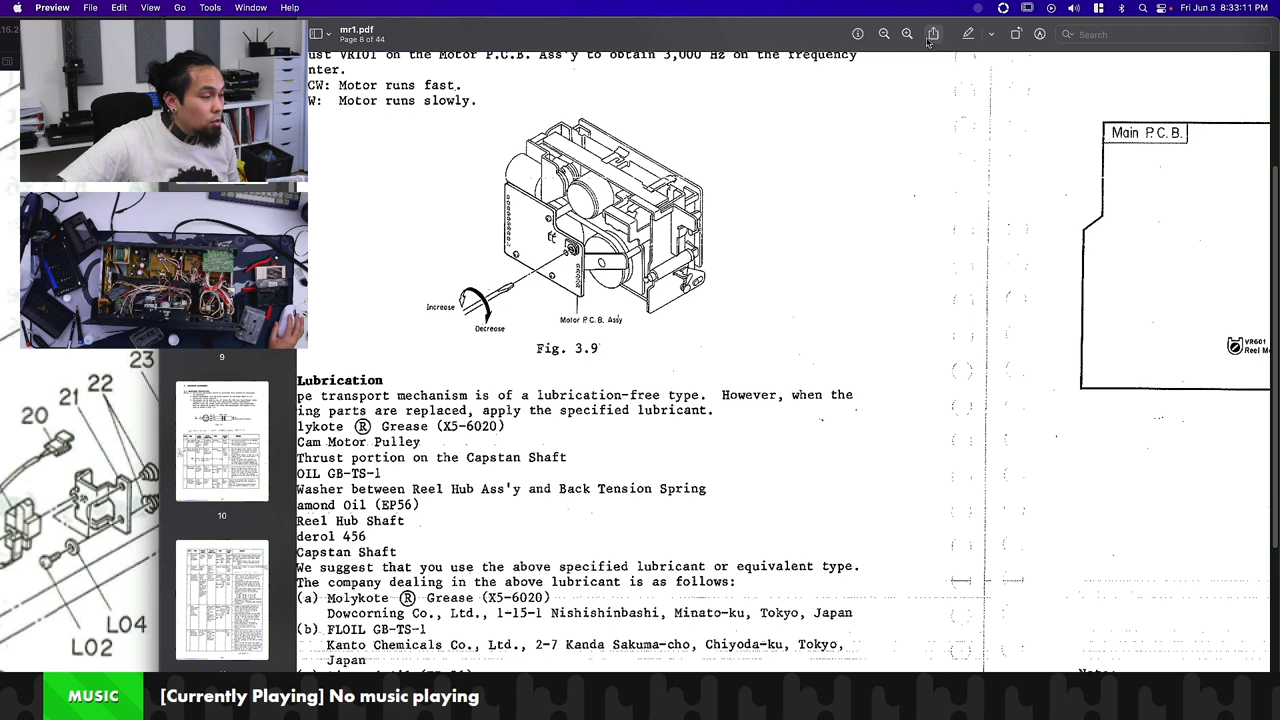 Preview File Edit View Go Tools Window Help
Fri Jun 3 8:33:11 PM
mr1.pdf
Page 8 of 44
Search
ust VR101 on the Motor P.C.B. Ass'y to obtain 3,000 Hz on the frequency
nter.
CW: Motor runs fast.
W: Motor runs slowly.
Main P.C.B.
Increase
Decrease
Motor P.C.B. Assy
Fig. 3.9
VR601
Reel Mo
9
Lubrication
pe transport mechanism is of a lubrication-free type. However, when the
ing parts are replaced, apply the specified lubricant.
lykote ® Grease (X5-6020)
Cam Motor Pulley
Thrust portion on the Capstan Shaft
OIL GB-TS-1
Washer between Reel Hub Ass'y and Back Tension Spring
amond Oil (EP56)
Reel Hub Shaft
derol 456
Capstan Shaft
We suggest that you use the above specified lubricant or equivalent type.
The company dealing in the above lubricant is as follows:
(a) Molykote ® Grease (X5-6020)
Dowcorning Co., Ltd., 1-15-1 Nishishinbashi, Minato-ku, Tokyo, Japan
(b) FLOIL GB-TS-1
Kanto Chemicals Co., Ltd., 2-7 Kanda Sakuma-cho, Chiyoda-ku, Tokyo,
Japan
10
23
22
21
20
L04
L02
MUSIC
[Currently Playing] No music playing